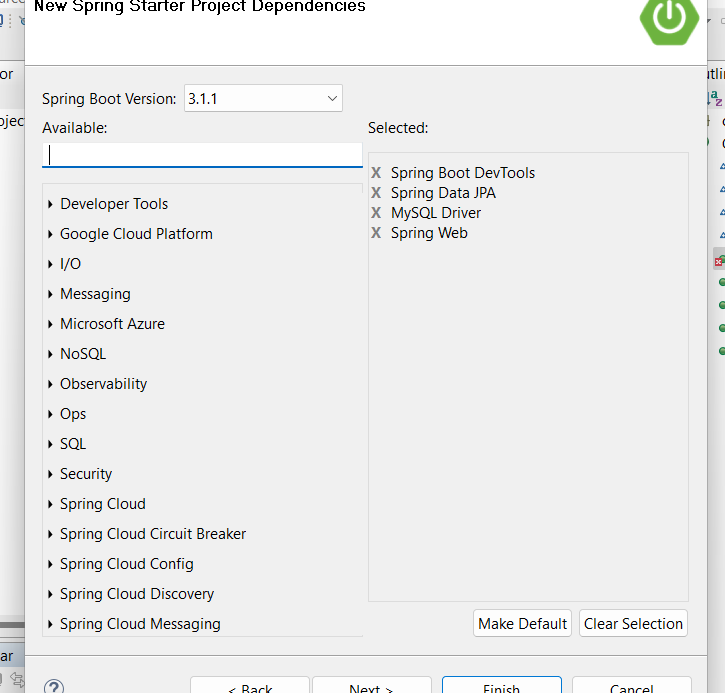 New Spring Starter Project Dependencies
or
Spring Boot Version: 3.1.1
Available:
Selected:
Spring Boot DevTools
Spring Data JPA
MySQL Driver
Spring Web
Developer Tools
Google Cloud Platform
I/O
Messaging
Microsoft Azure
NoSQL
Observability
Ops
SQL
Security
Spring Cloud
Spring Cloud Circuit Breaker
Spring Cloud Config
Spring Cloud Discovery
Spring Cloud Messaging
Make Default
Clear Selection
ar
?
< Back
Next >
Finish
Cancel